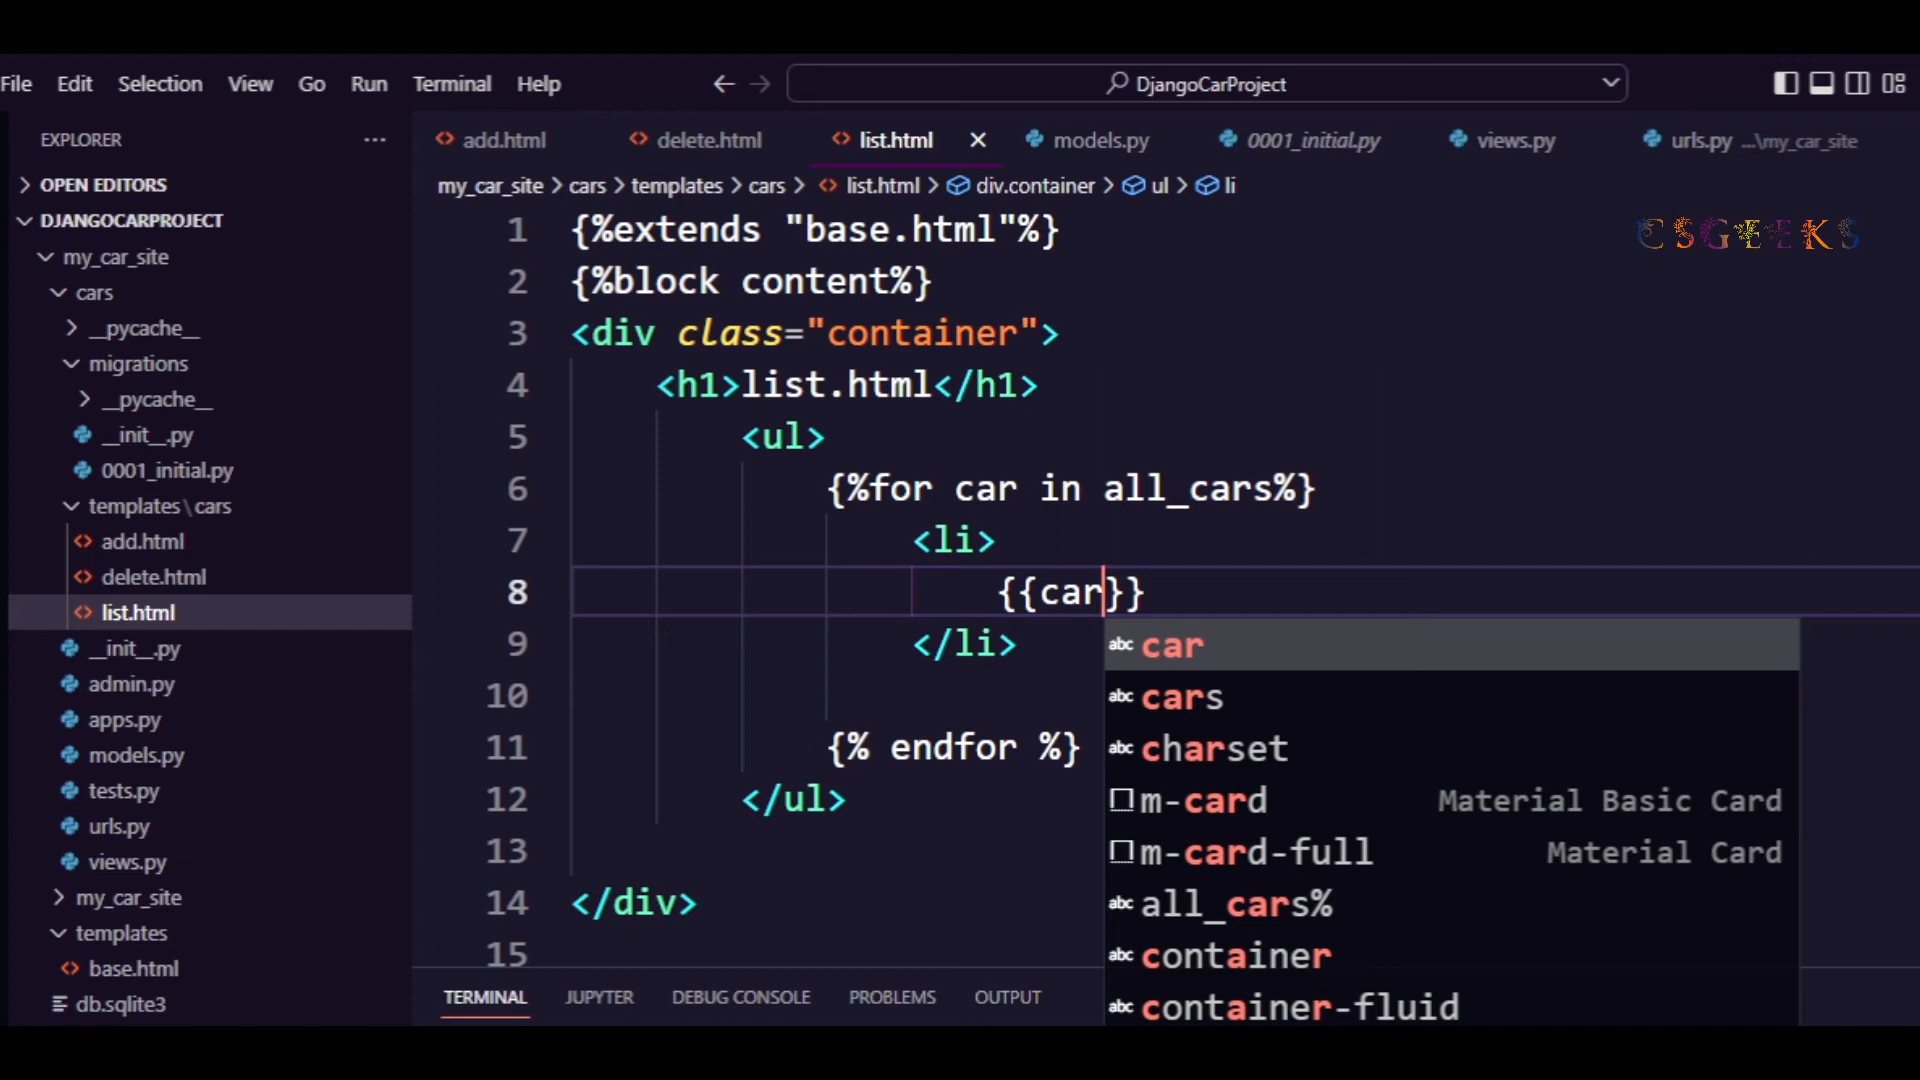 File Edit Selection View Go Run Terminal Help DjangoCarProject
EXPLORER ...
add.html delete.html list.html models.py 0001_initial.py views.py urls.py ...\my_car_site
my_car_site > cars > templates > cars > list.html > div.container > ul > li
OPEN EDITORS
DJANGOCARPROJECT
my_car_site
cars
__pycache__
migrations
__pycache__
__init__.py
0001_initial.py
templates\cars
add.html
delete.html
list.html
__init__.py
admin.py
apps.py
models.py
tests.py
urls.py
views.py
my_car_site
templates
base.html
db.sqlite3
CSGEEKS
1 {%extends "base.html"%}
2 {%block content%}
3 <div class="container">
4 <h1>list.html</h1>
5 <ul>
6 {%for car in all_cars%}
7 <li>
8 {{car}}
9 </li>
10
11 {% endfor %}
12 </ul>
13
14 </div>
15
abc car
abc cars
abc charset
m-card Material Basic Card
m-card-full Material Card
abc all_cars%
abc container
abc container-fluid
TERMINAL JUPYTER DEBUG CONSOLE PROBLEMS OUTPUT